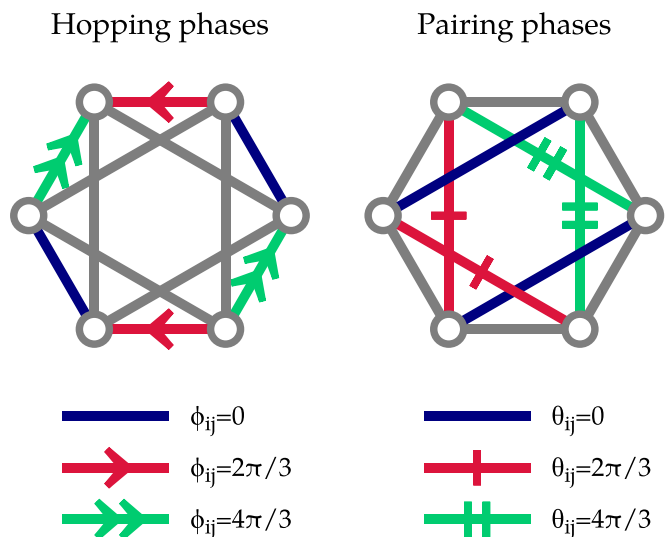 Hopping phases
Pairing phases
ϕij=0
ϕij=2π/3
ϕij=4π/3
θij=0
θij=2π/3
θij=4π/3